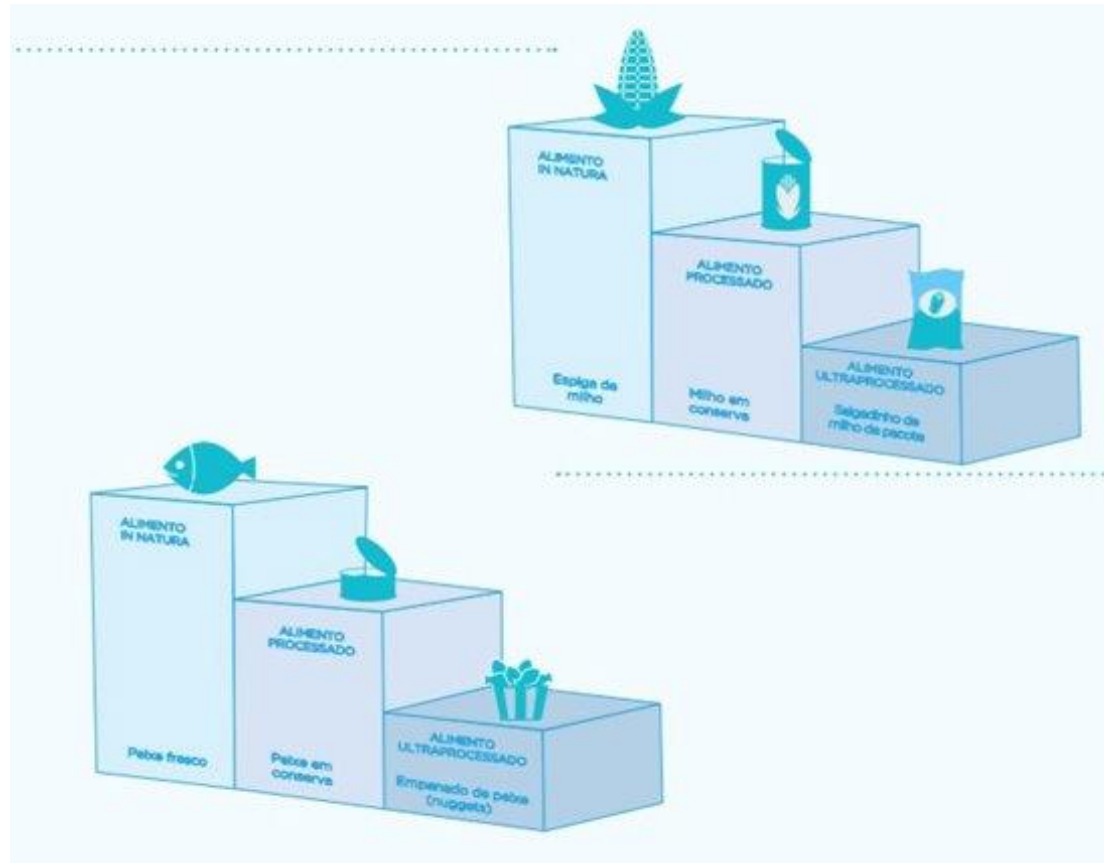 ALIMENTO
IN NATURA
Espiga de
milho
ALIMENTO
PROCESSADO
Milho em
conserva
ALIMENTO
ULTRAPROCESSADO
Salgadinho de
milho de pacote
ALIMENTO
IN NATURA
Peixe fresco
ALIMENTO
PROCESSADO
Peixe em
conserva
ALIMENTO
ULTRAPROCESSADO
Empanado de peixe
(nuggets)